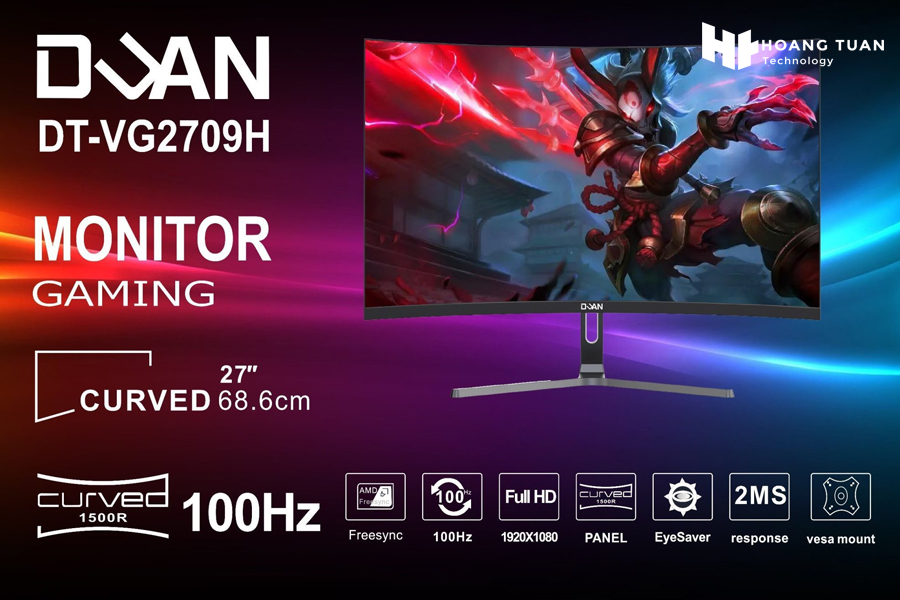 DUAN
DT-VG2709H
HOANG TUAN
Technology
MONITOR
GAMING
DUAN
27"
CURVED 68.6cm
curved
1500R
100Hz
AMD
Freesync
Freesync
100Hz
100Hz
Full HD
1920X1080
curved
1500R
PANEL
EyeSaver
2MS
response
vesa mount